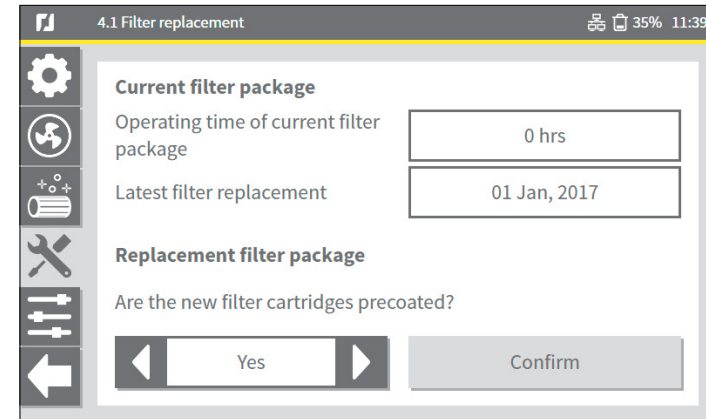 4.1 Filter replacement 35% 11:39
Current filter package
Operating time of current filter
package
0 hrs
Latest filter replacement 01 Jan, 2017
Replacement filter package
Are the new filter cartridges precoated?
Yes Confirm